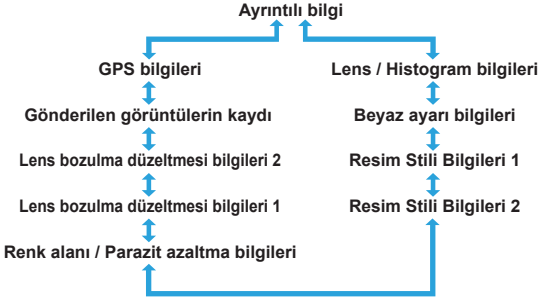 Ayrıntılı bilgi
GPS bilgileri
Lens / Histogram bilgileri
Gönderilen görüntülerin kaydı
Beyaz ayarı bilgileri
Lens bozulma düzeltmesi bilgileri 2
Resim Stili Bilgileri 1
Lens bozulma düzeltmesi bilgileri 1
Resim Stili Bilgileri 2
Renk alanı / Parazit azaltma bilgileri